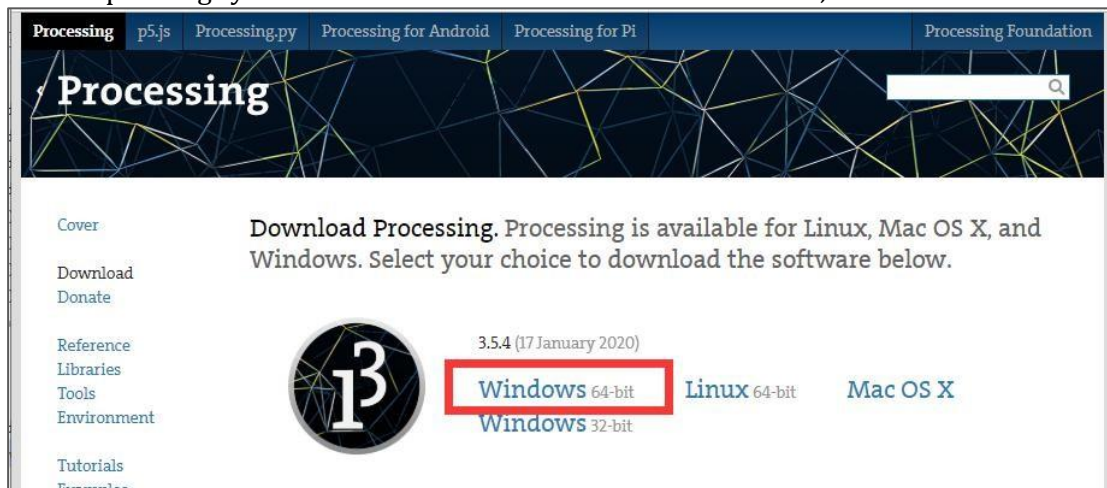 Processing p5.js Processing.py Processing for Android Processing for Pi Processing Foundation
Processing
Cover
Download Processing. Processing is available for Linux, Mac OS X, and
Windows. Select your choice to download the software below.
Download
Donate
Reference
Libraries
Tools
Environment
Tutorials
3.5.4 (17 January 2020)
Windows 64-bit Linux 64-bit Mac OS X
Windows 32-bit